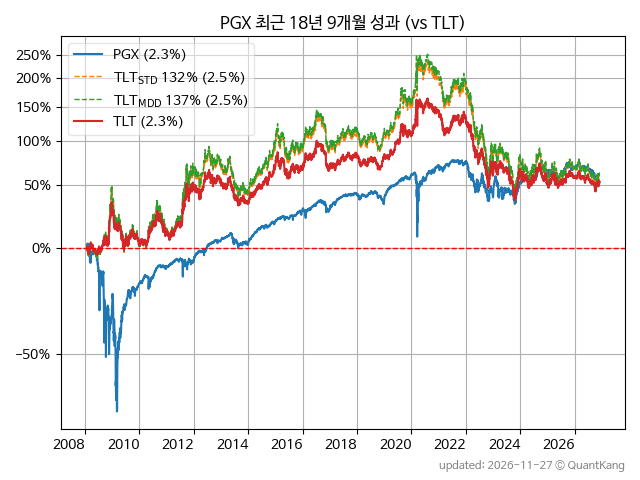 PGX 최근 18년 9개월 성과 (vs TLT)
PGX (2.3%)
TLT_STD 132% (2.5%)
TLT_MDD 137% (2.5%)
TLT (2.3%)
250%
200%
150%
100%
50%
0%
−50%
2008 2010 2012 2014 2016 2018 2020 2022 2024 2026
updated: 2026-11-27 © QuantKang